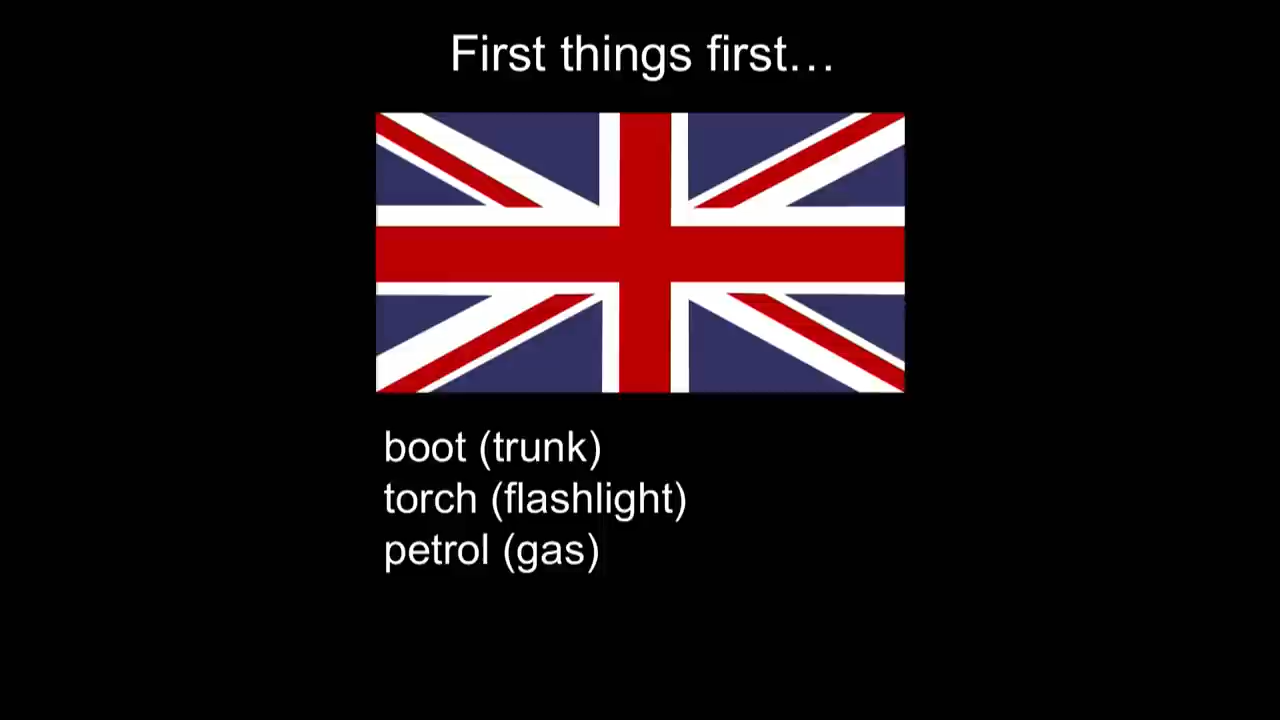 First things first…
boot (trunk)
torch (flashlight)
petrol (gas)